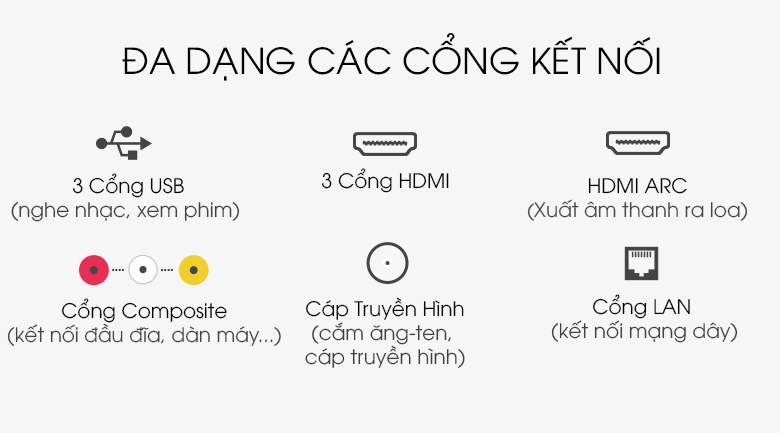 ĐA DẠNG CÁC CỔNG KẾT NỐI
3 Cổng USB
(nghe nhạc, xem phim)
3 Cổng HDMI
HDMI ARC
(Xuất âm thanh ra loa)
Cổng Composite
(kết nối đầu đĩa, dàn máy...)
Cáp Truyền Hình
(cắm ăng-ten,
cáp truyền hình)
Cổng LAN
(kết nối mạng dây)